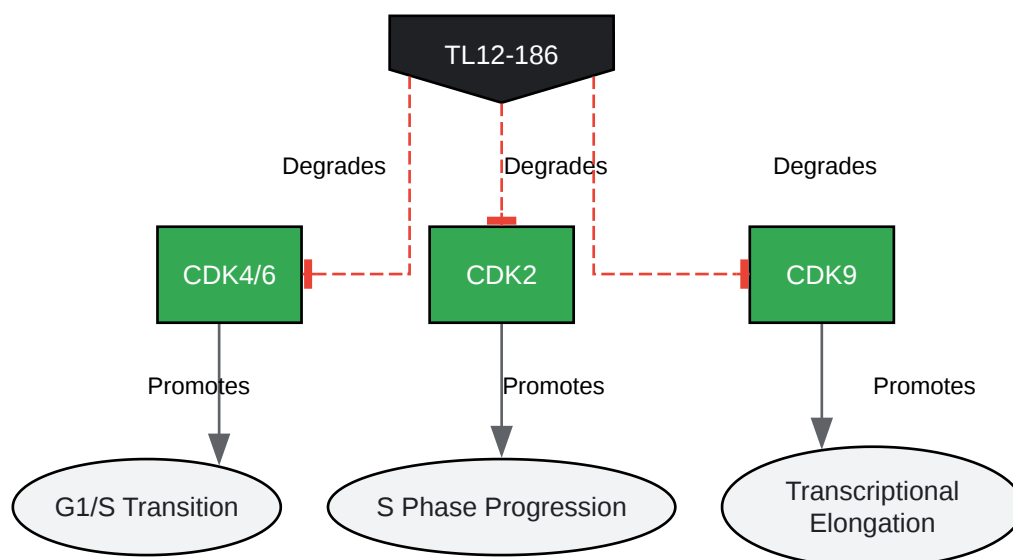 TL12-186
Degrades
Degrades
Degrades
CDK4/6
CDK2
CDK9
Promotes
Promotes
Promotes
G1/S Transition
S Phase Progression
Transcriptional
Elongation